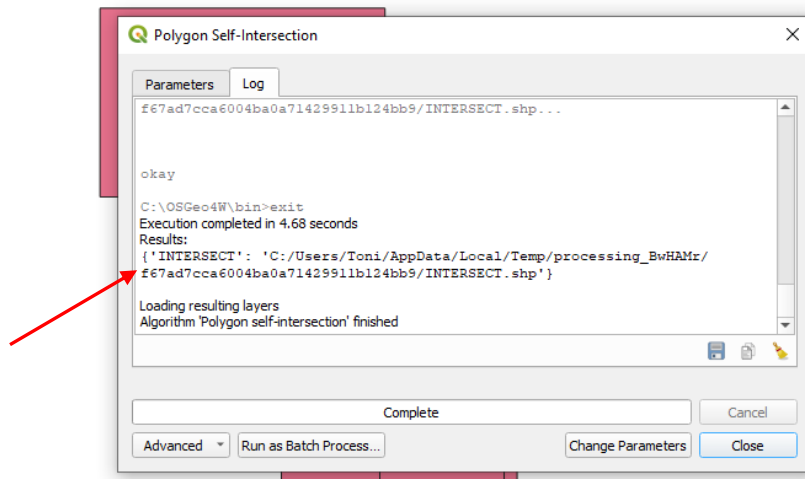 Polygon Self-Intersection
Parameters
Log
f67ad7cca6004ba0a71429911b124bb9/INTERSECT.shp...
okay
C:\OSGeo4W\bin>exit
Execution completed in 4.68 seconds
Results:
{'INTERSECT': 'C:/Users/Toni/AppData/Local/Temp/processing_BwHAMr/
f67ad7cca6004ba0a71429911b124bb9/INTERSECT.shp'}
Loading resulting layers
Algorithm 'Polygon self-intersection' finished
Complete
Cancel
Advanced
Run as Batch Process...
Change Parameters
Close